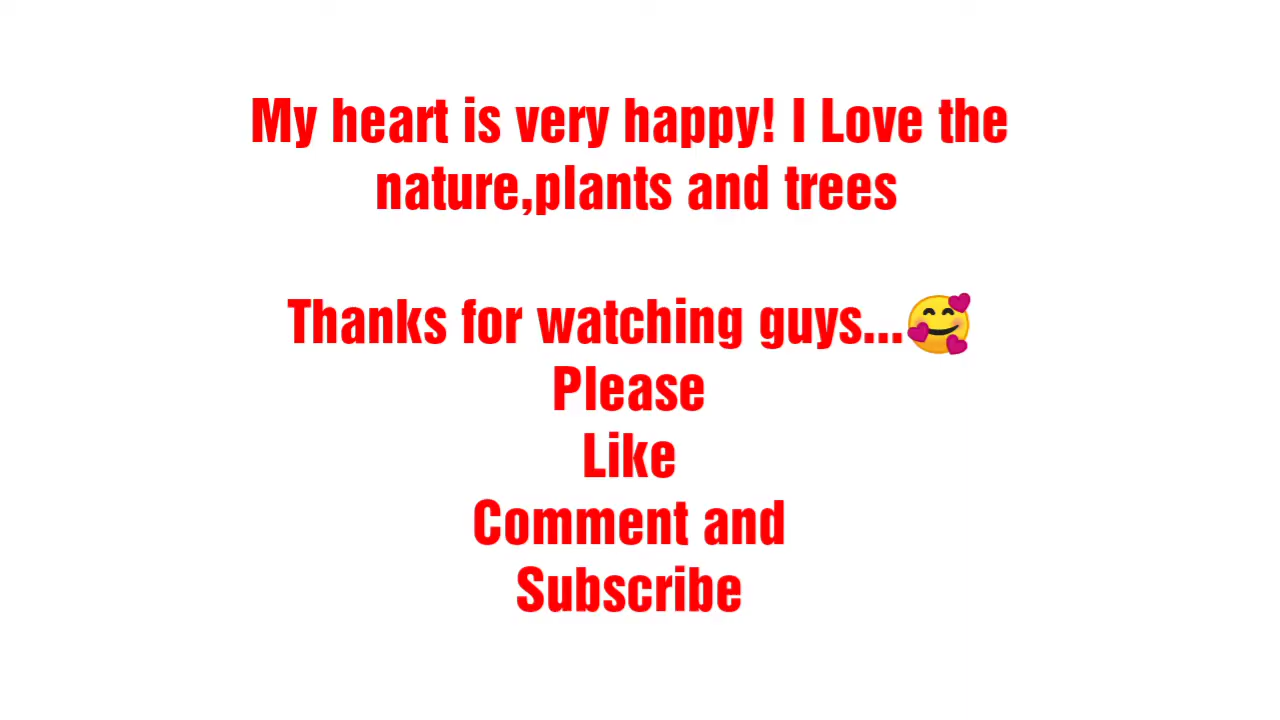 My heart is very happy! I Love the
nature,plants and trees
Thanks for watching guys...🥰
Please
Like
Comment and
Subscribe